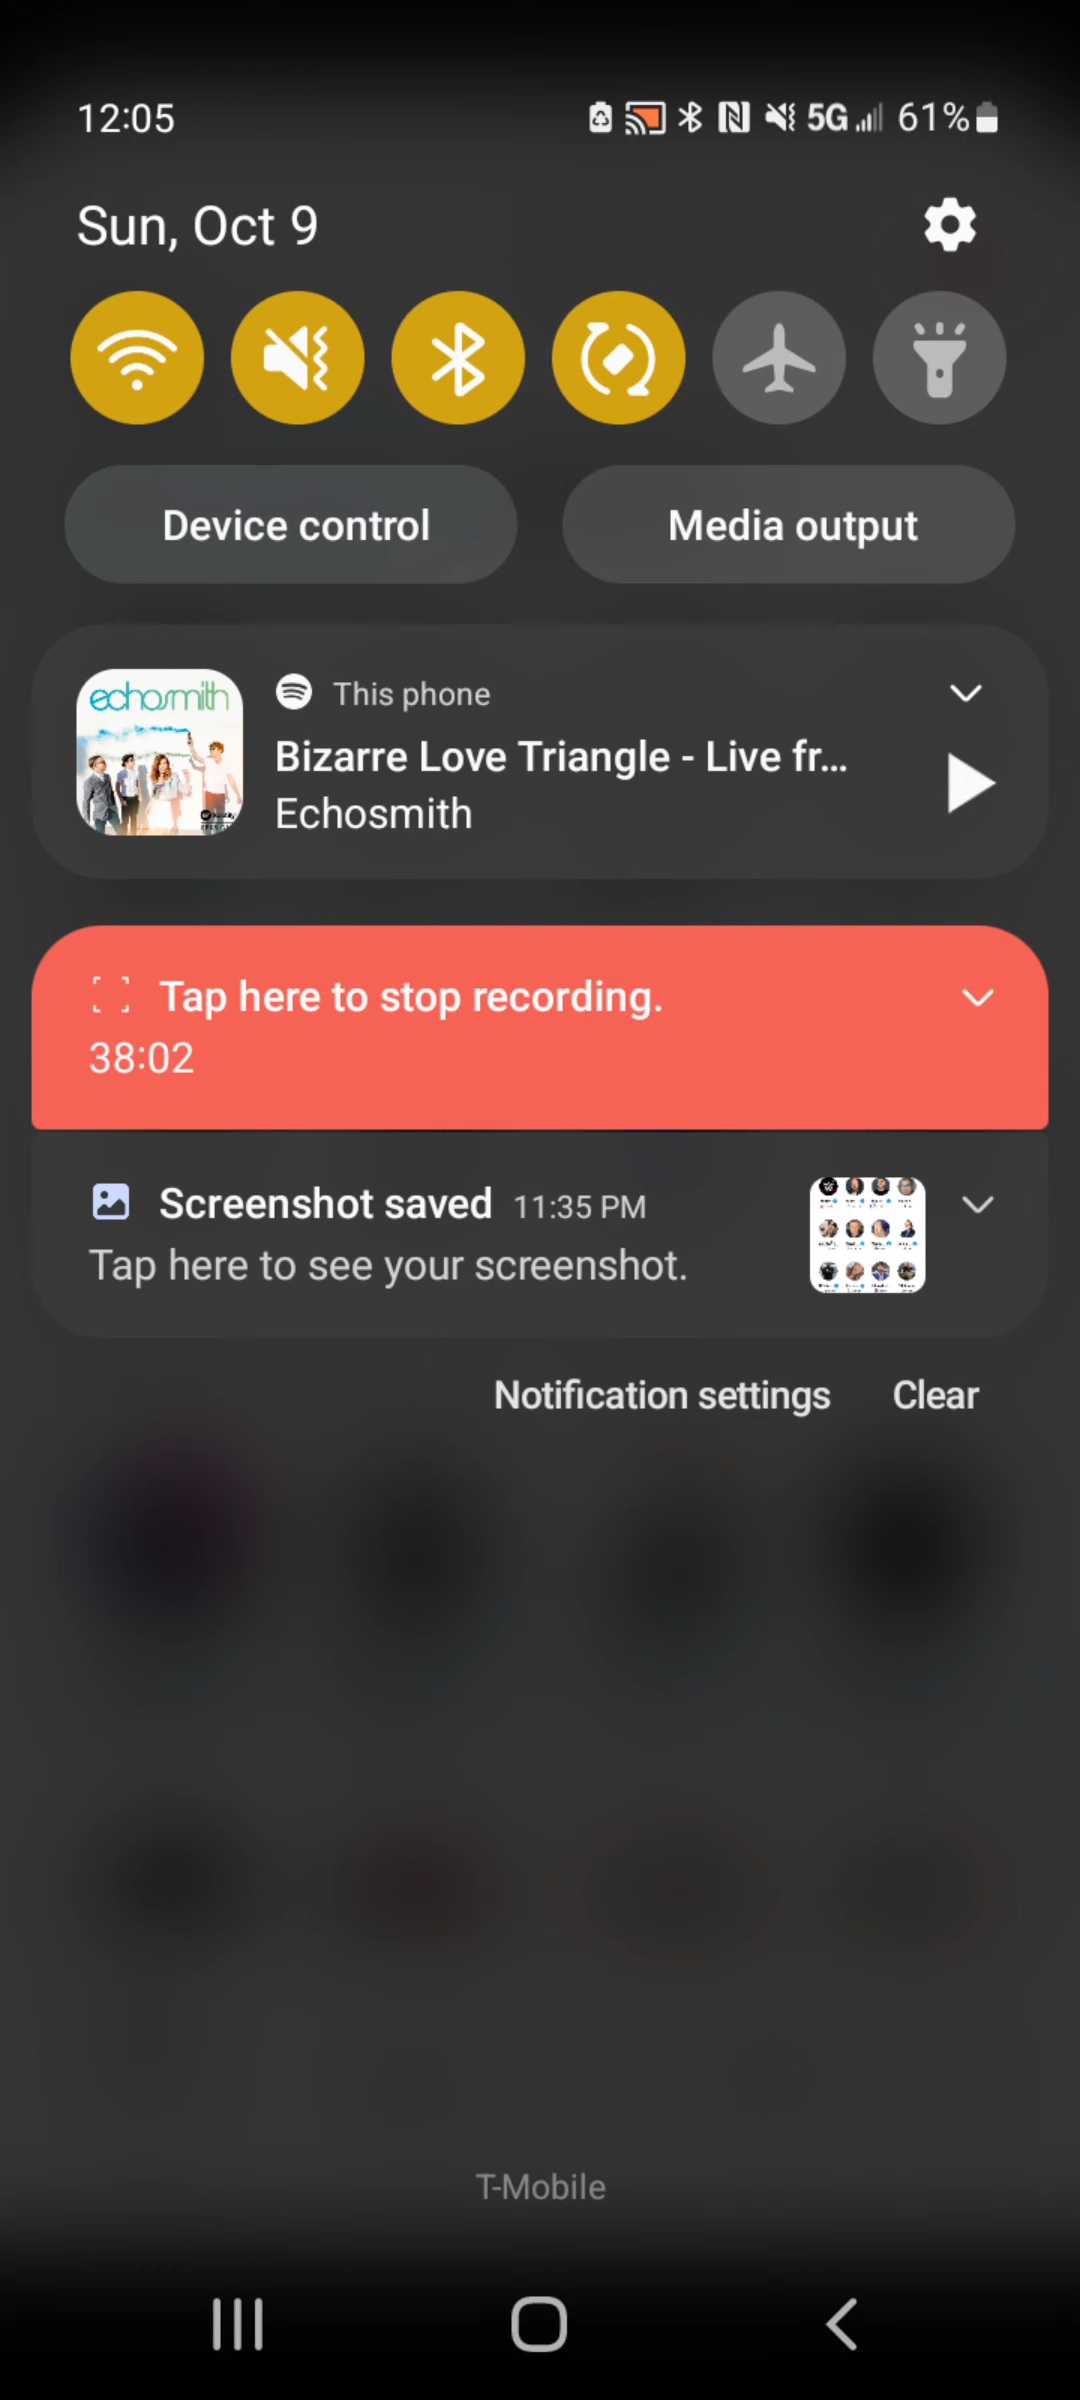 12:05 5G 61%
Sun, Oct 9
Device control
Media output
echosmith
This phone
Bizarre Love Triangle - Live fr...
Echosmith
Tap here to stop recording.
38:02
Screenshot saved 11:35 PM
Tap here to see your screenshot.
Notification settings
Clear
T-Mobile